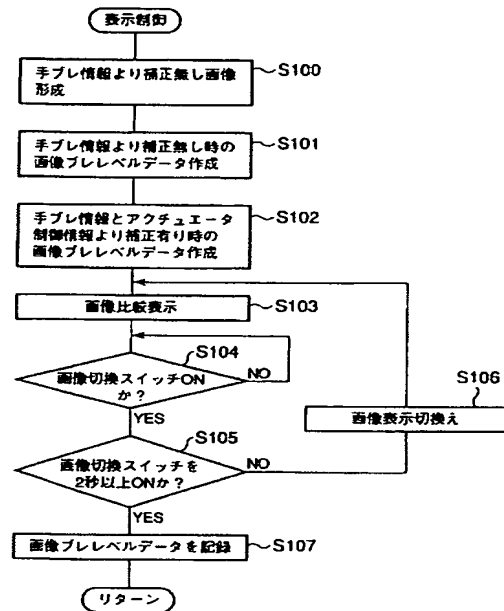 表示制御
手ブレ情報より補正無し画像
形成
S100
手ブレ情報より補正無し時の
画像ブレレベルデータ作成
S101
手ブレ情報とアクチュエータ
制御情報より補正有り時の
画像ブレレベルデータ作成
S102
画像比較表示
S103
S104
画像切換スイッチON
か?
NO
YES
S106
画像表示切換え
S105
画像切換スイッチを
2秒以上ONか?
NO
YES
画像ブレレベルデータを記録
S107
リターン